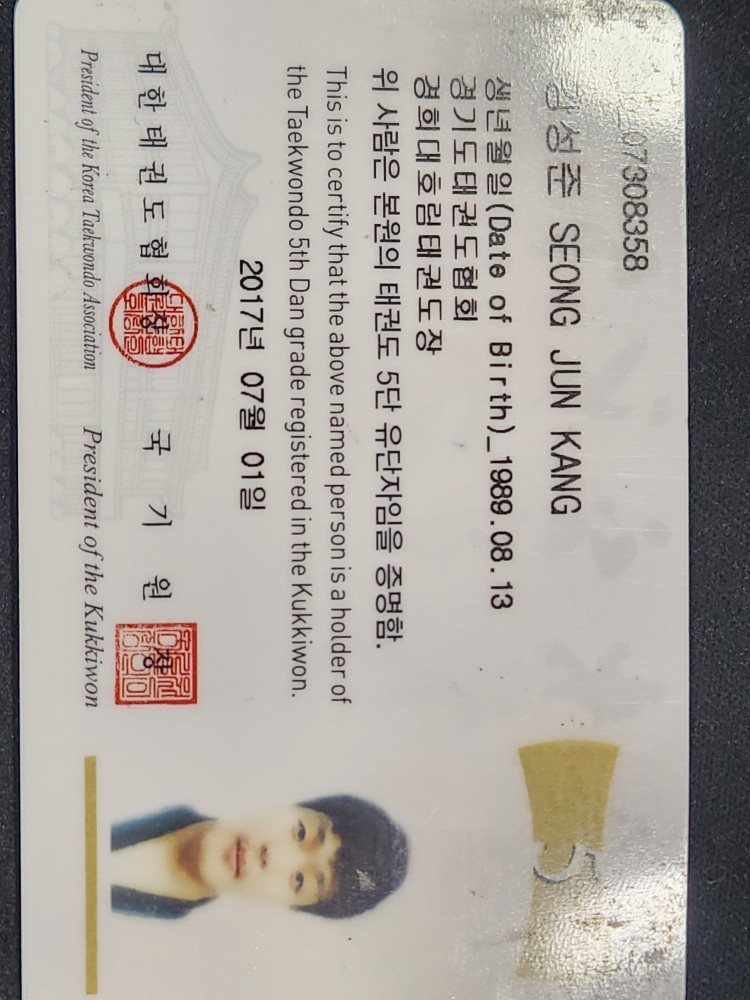 07308358
강성준 SEONG JUN KANG
생년월일(Date of Birth)_1989.08.13
경기도태권도협회
경희대호림태권도장
위 사람은 본원의 태권도 5단 유단자임을 증명함.
This is to certify that the above named person is a holder of
the Taekwondo 5th Dan grade registered in the Kukkiwon.
2017년 07월 01일
대한태권도협회장 국기원장
President of the Korea Taekwondo Association President of the Kukkiwon
5